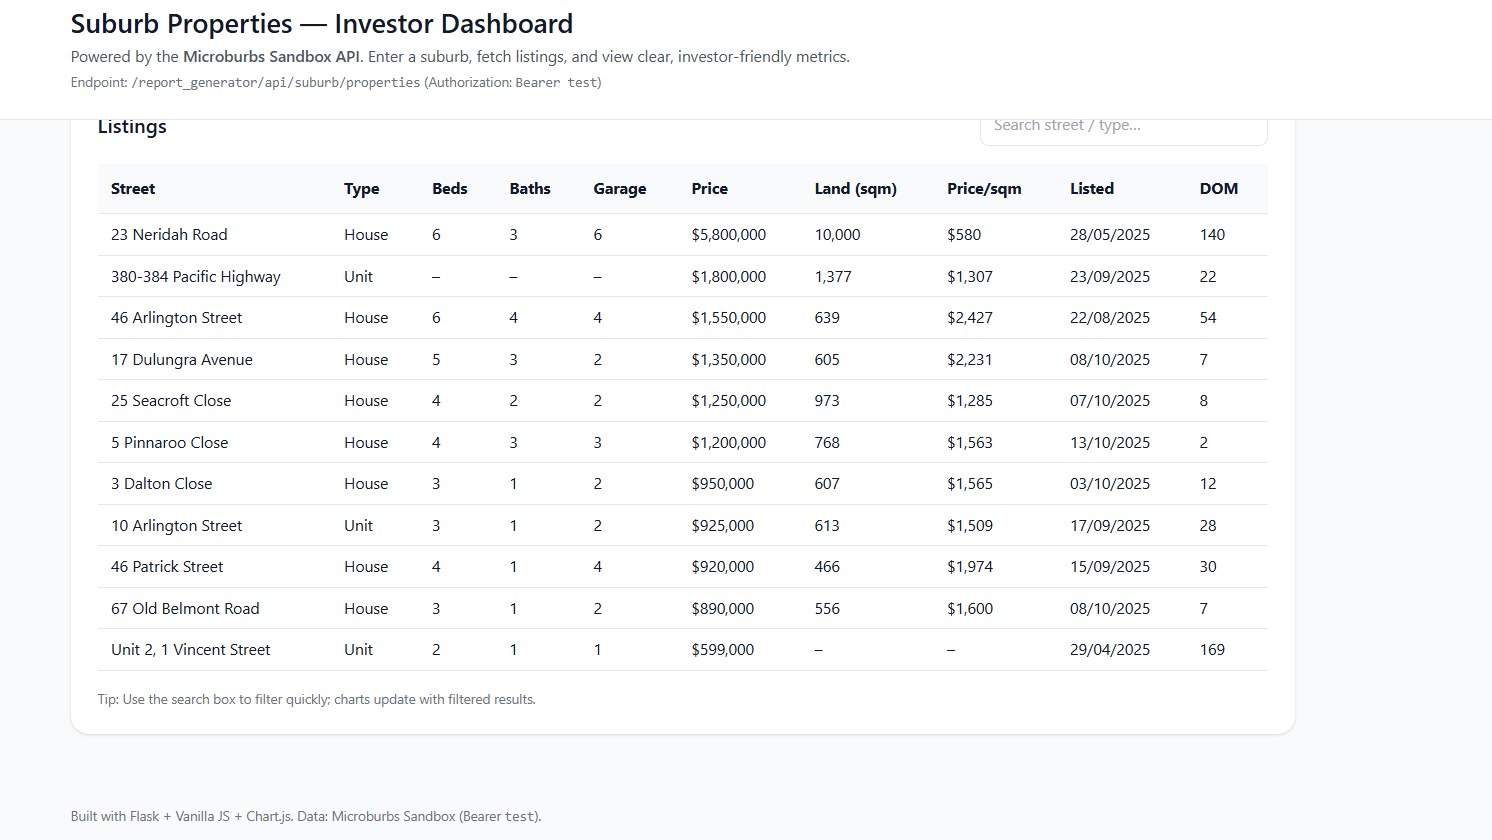 Suburb Properties — Investor Dashboard
Powered by the Microburbs Sandbox API. Enter a suburb, fetch listings, and view clear, investor-friendly metrics.
Endpoint: /report_generator/api/suburb/properties (Authorization: Bearer test)
Listings
Search street / type...
Street Type Beds Baths Garage Price Land (sqm) Price/sqm Listed DOM
23 Neridah Road House 6 3 6 $5,800,000 10,000 $580 28/05/2025 140
380-384 Pacific Highway Unit – – – $1,800,000 1,377 $1,307 23/09/2025 22
46 Arlington Street House 6 4 4 $1,550,000 639 $2,427 22/08/2025 54
17 Dulungra Avenue House 5 3 2 $1,350,000 605 $2,231 08/10/2025 7
25 Seacroft Close House 4 2 2 $1,250,000 973 $1,285 07/10/2025 8
5 Pinnaroo Close House 4 3 3 $1,200,000 768 $1,563 13/10/2025 2
3 Dalton Close House 3 1 2 $950,000 607 $1,565 03/10/2025 12
10 Arlington Street Unit 3 1 2 $925,000 613 $1,509 17/09/2025 28
46 Patrick Street House 4 1 4 $920,000 466 $1,974 15/09/2025 30
67 Old Belmont Road House 3 1 2 $890,000 556 $1,600 08/10/2025 7
Unit 2, 1 Vincent Street Unit 2 1 1 $599,000 – – 29/04/2025 169
Tip: Use the search box to filter quickly; charts update with filtered results.
Built with Flask + Vanilla JS + Chart.js. Data: Microburbs Sandbox (Bearer test).